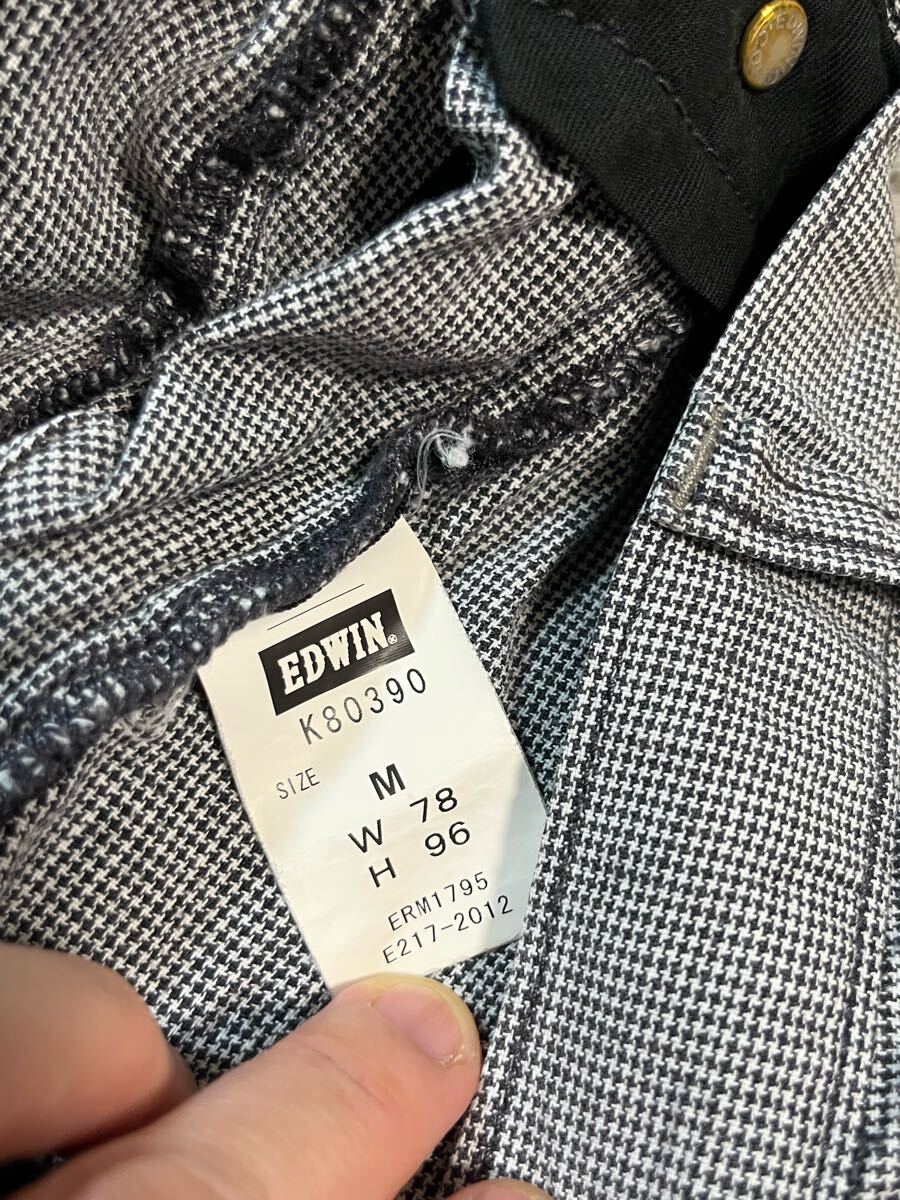 EDWIN®
K80390
SIZE M
W 78
H 96
ERM1795
E217-2012